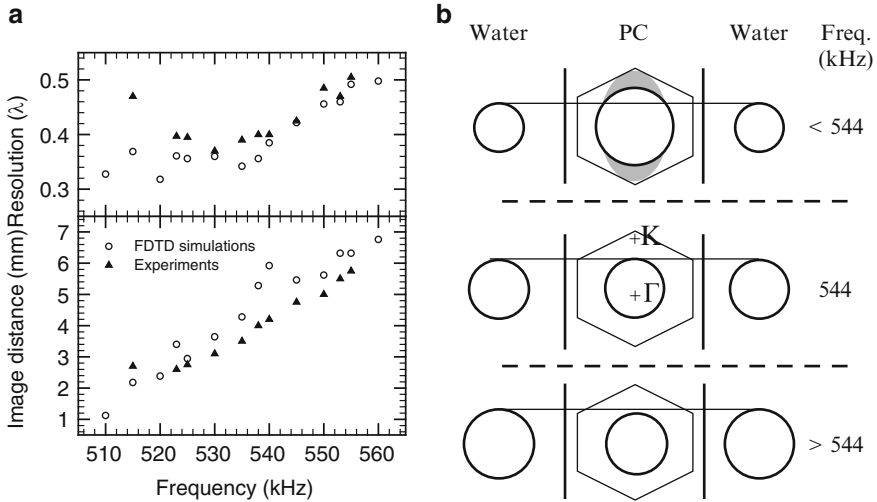 a
Resolution (λ)
0.5
0.4
0.3
Image distance (mm)
7
6
5
4
3
2
1
FDTD simulations
Experiments
510 520 530 540 550 560
Frequency (kHz)
b
Water PC Water Freq.
(kHz)
< 544
+K
+Γ
544
> 544